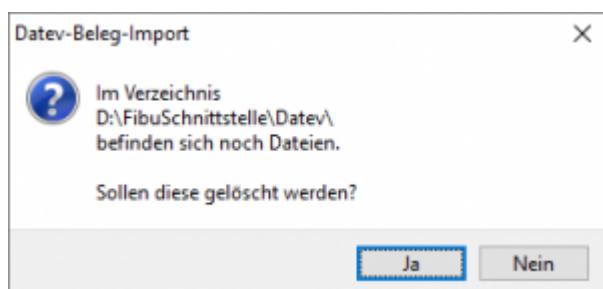 Datev-Beleg-Import
Im Verzeichnis
D:\FibuSchnittstelle\Datev\
befinden sich noch Dateien.
Sollen diese gelöscht werden?
Ja
Nein